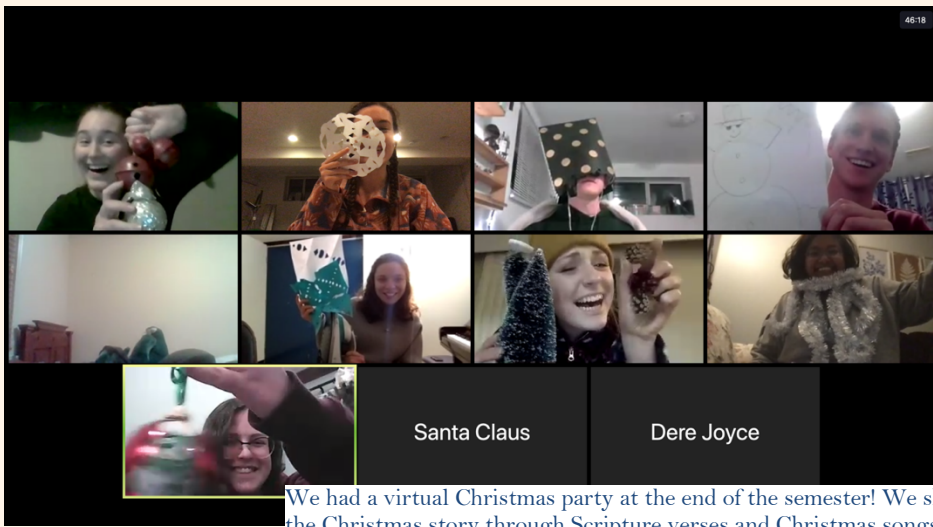 46:18
Santa Claus
Dere Joyce
We had a virtual Christmas party at the end of the semester! We s
the Christmas story through Scripture verses and Christmas songs